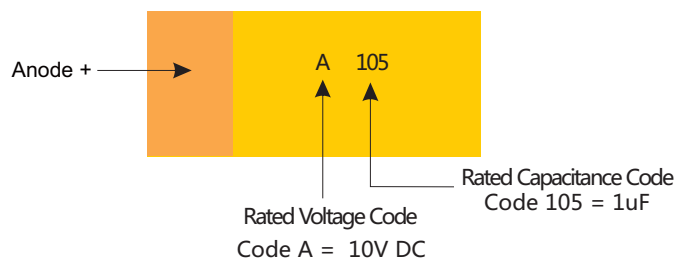 Anode +
A 105
Rated Voltage Code
Code A = 10V DC
Rated Capacitance Code
Code 105 = 1uF